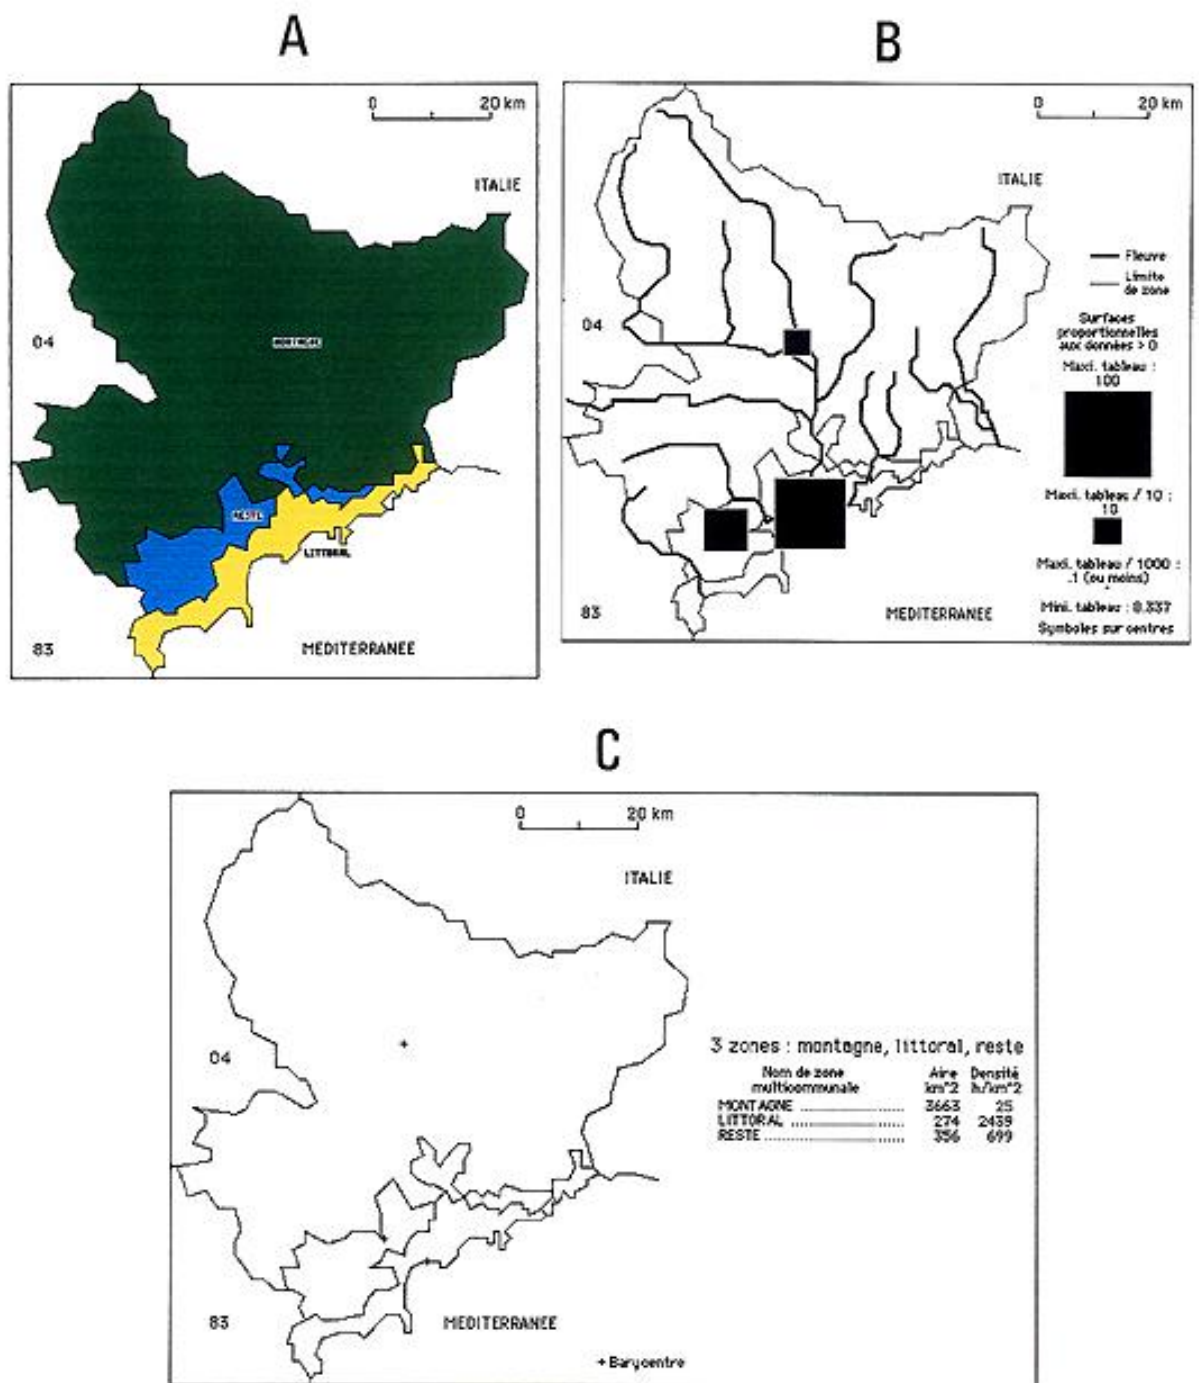 A
0 20 km
ITALIE
04
MONTAGNE
RESTE
LITTORAL
83
MEDITERRANEE
B
0 20 km
ITALIE
Fleuve
Limite
de zone
04
Surfaces
proportionnelles
aux données > 0
Maxi. tableau :
100
Maxi. tableau / 10 :
10
Maxi. tableau / 1000 :
.1 (ou moins)
83
MEDITERRANEE
Mini. tableau : 8.337
Symboles sur centres
C
0 20 km
ITALIE
04
3 zones : montagne, littoral, reste
Nom de zone Aire Densité
multicommunale km^2 h/km^2
MONTAGNE ........................ 3663 25
LITTORAL ........................ 274 2439
RESTE ............................... 356 699
83
MEDITERRANEE
+ Barycentre